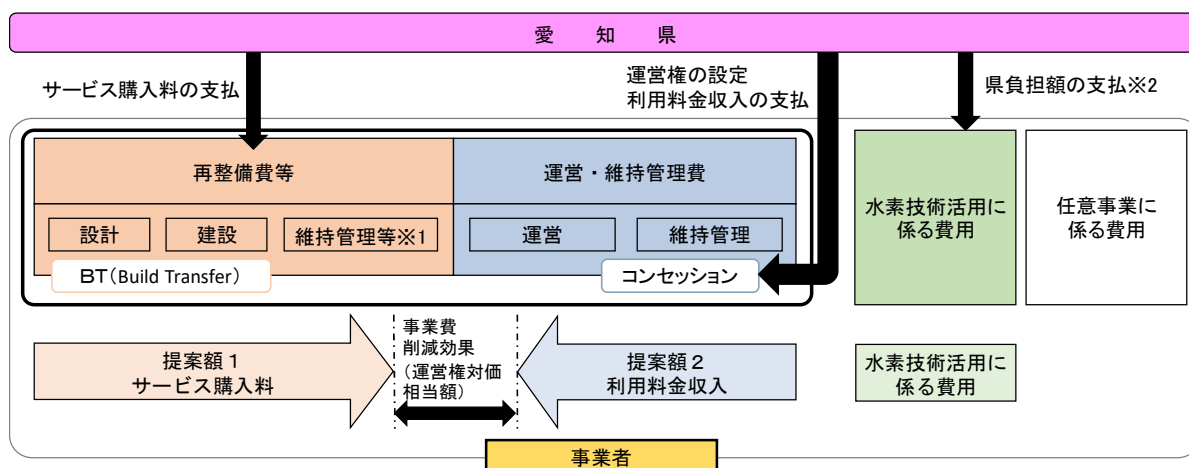 愛 知 県
サービス購入料の支払
運営権の設定
利用料金収入の支払
県負担額の支払※2
再整備費等
運営・維持管理費
設計
建設
維持管理等※1
運営
維持管理
BT(Build Transfer)
コンセッション
水素技術活用に
係る費用
任意事業に
係る費用
提案額１
サービス購入料
事業費
削減効果
(運営権対価
相当額)
提案額２
利用料金収入
水素技術活用に
係る費用
事業者